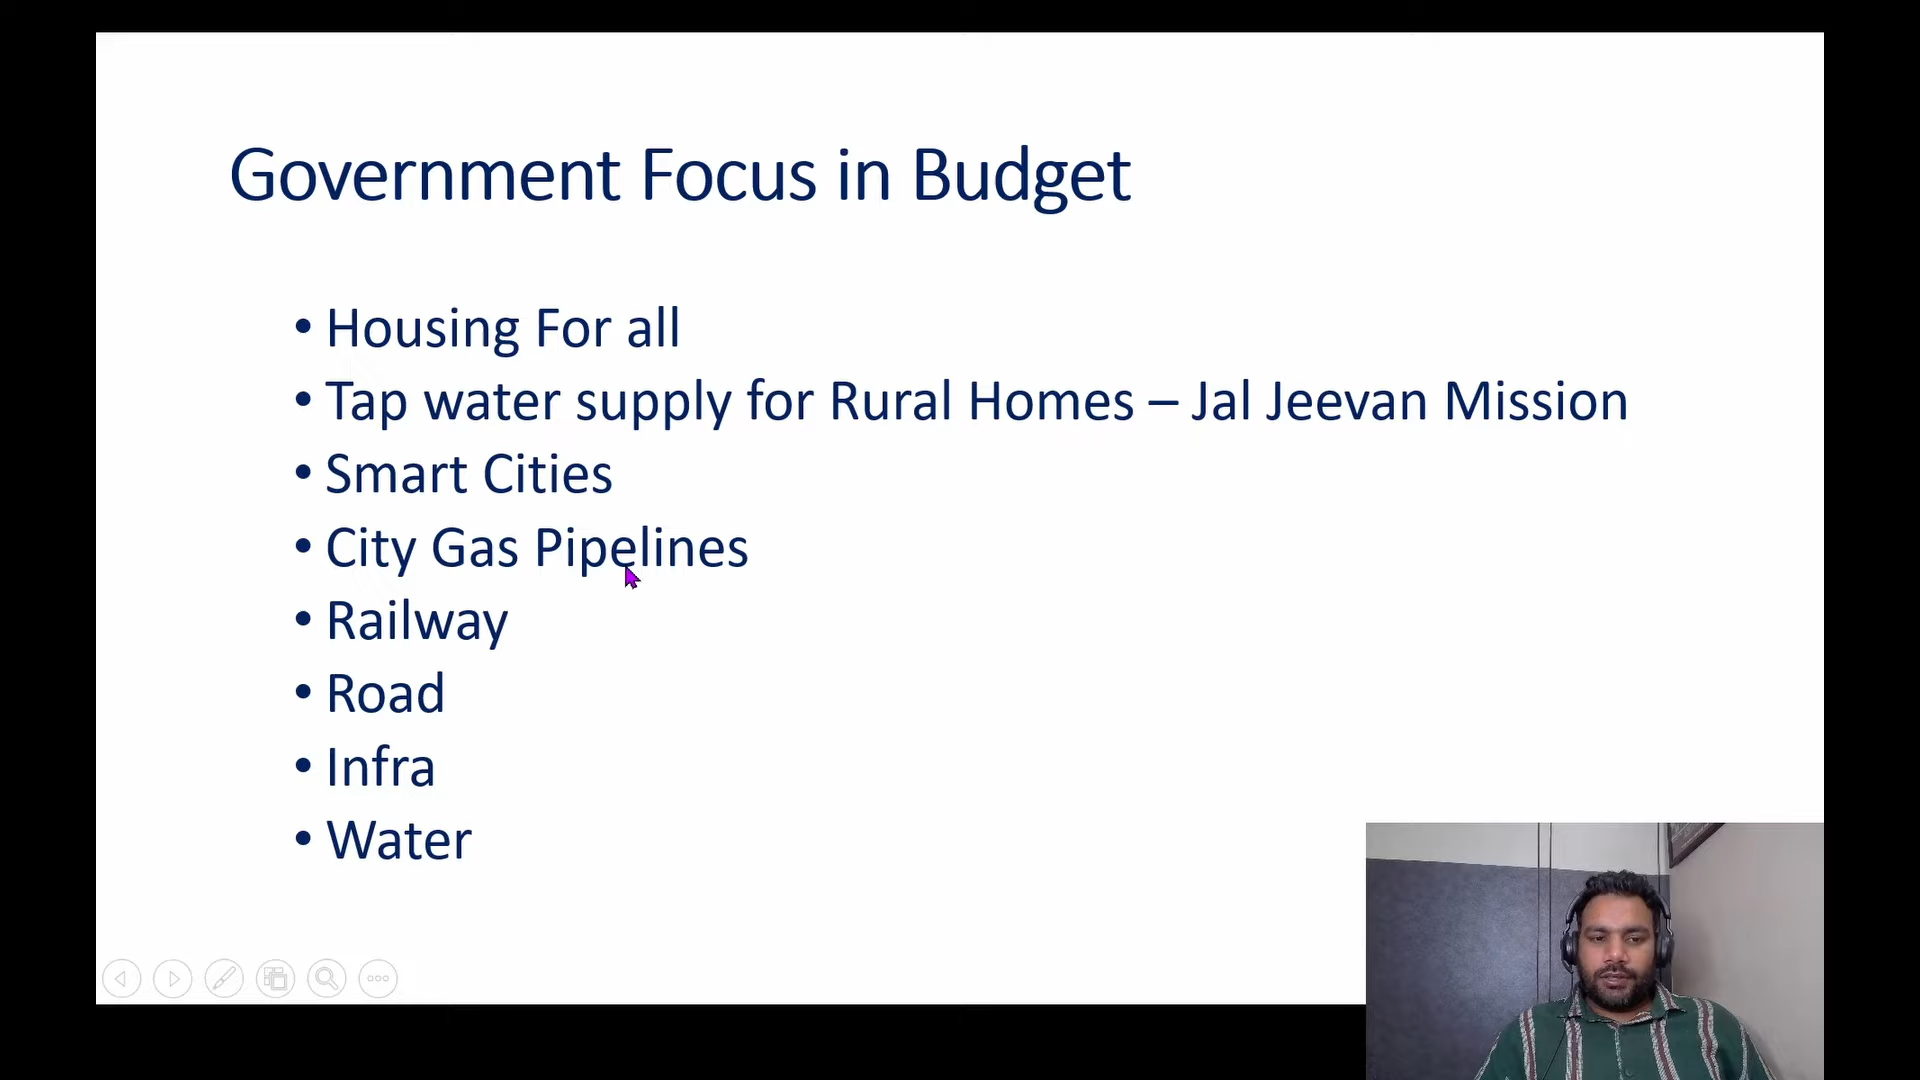 Government Focus in Budget
• Housing For all
• Tap water supply for Rural Homes – Jal Jeevan Mission
• Smart Cities
• City Gas Pipelines
• Railway
• Road
• Infra
• Water